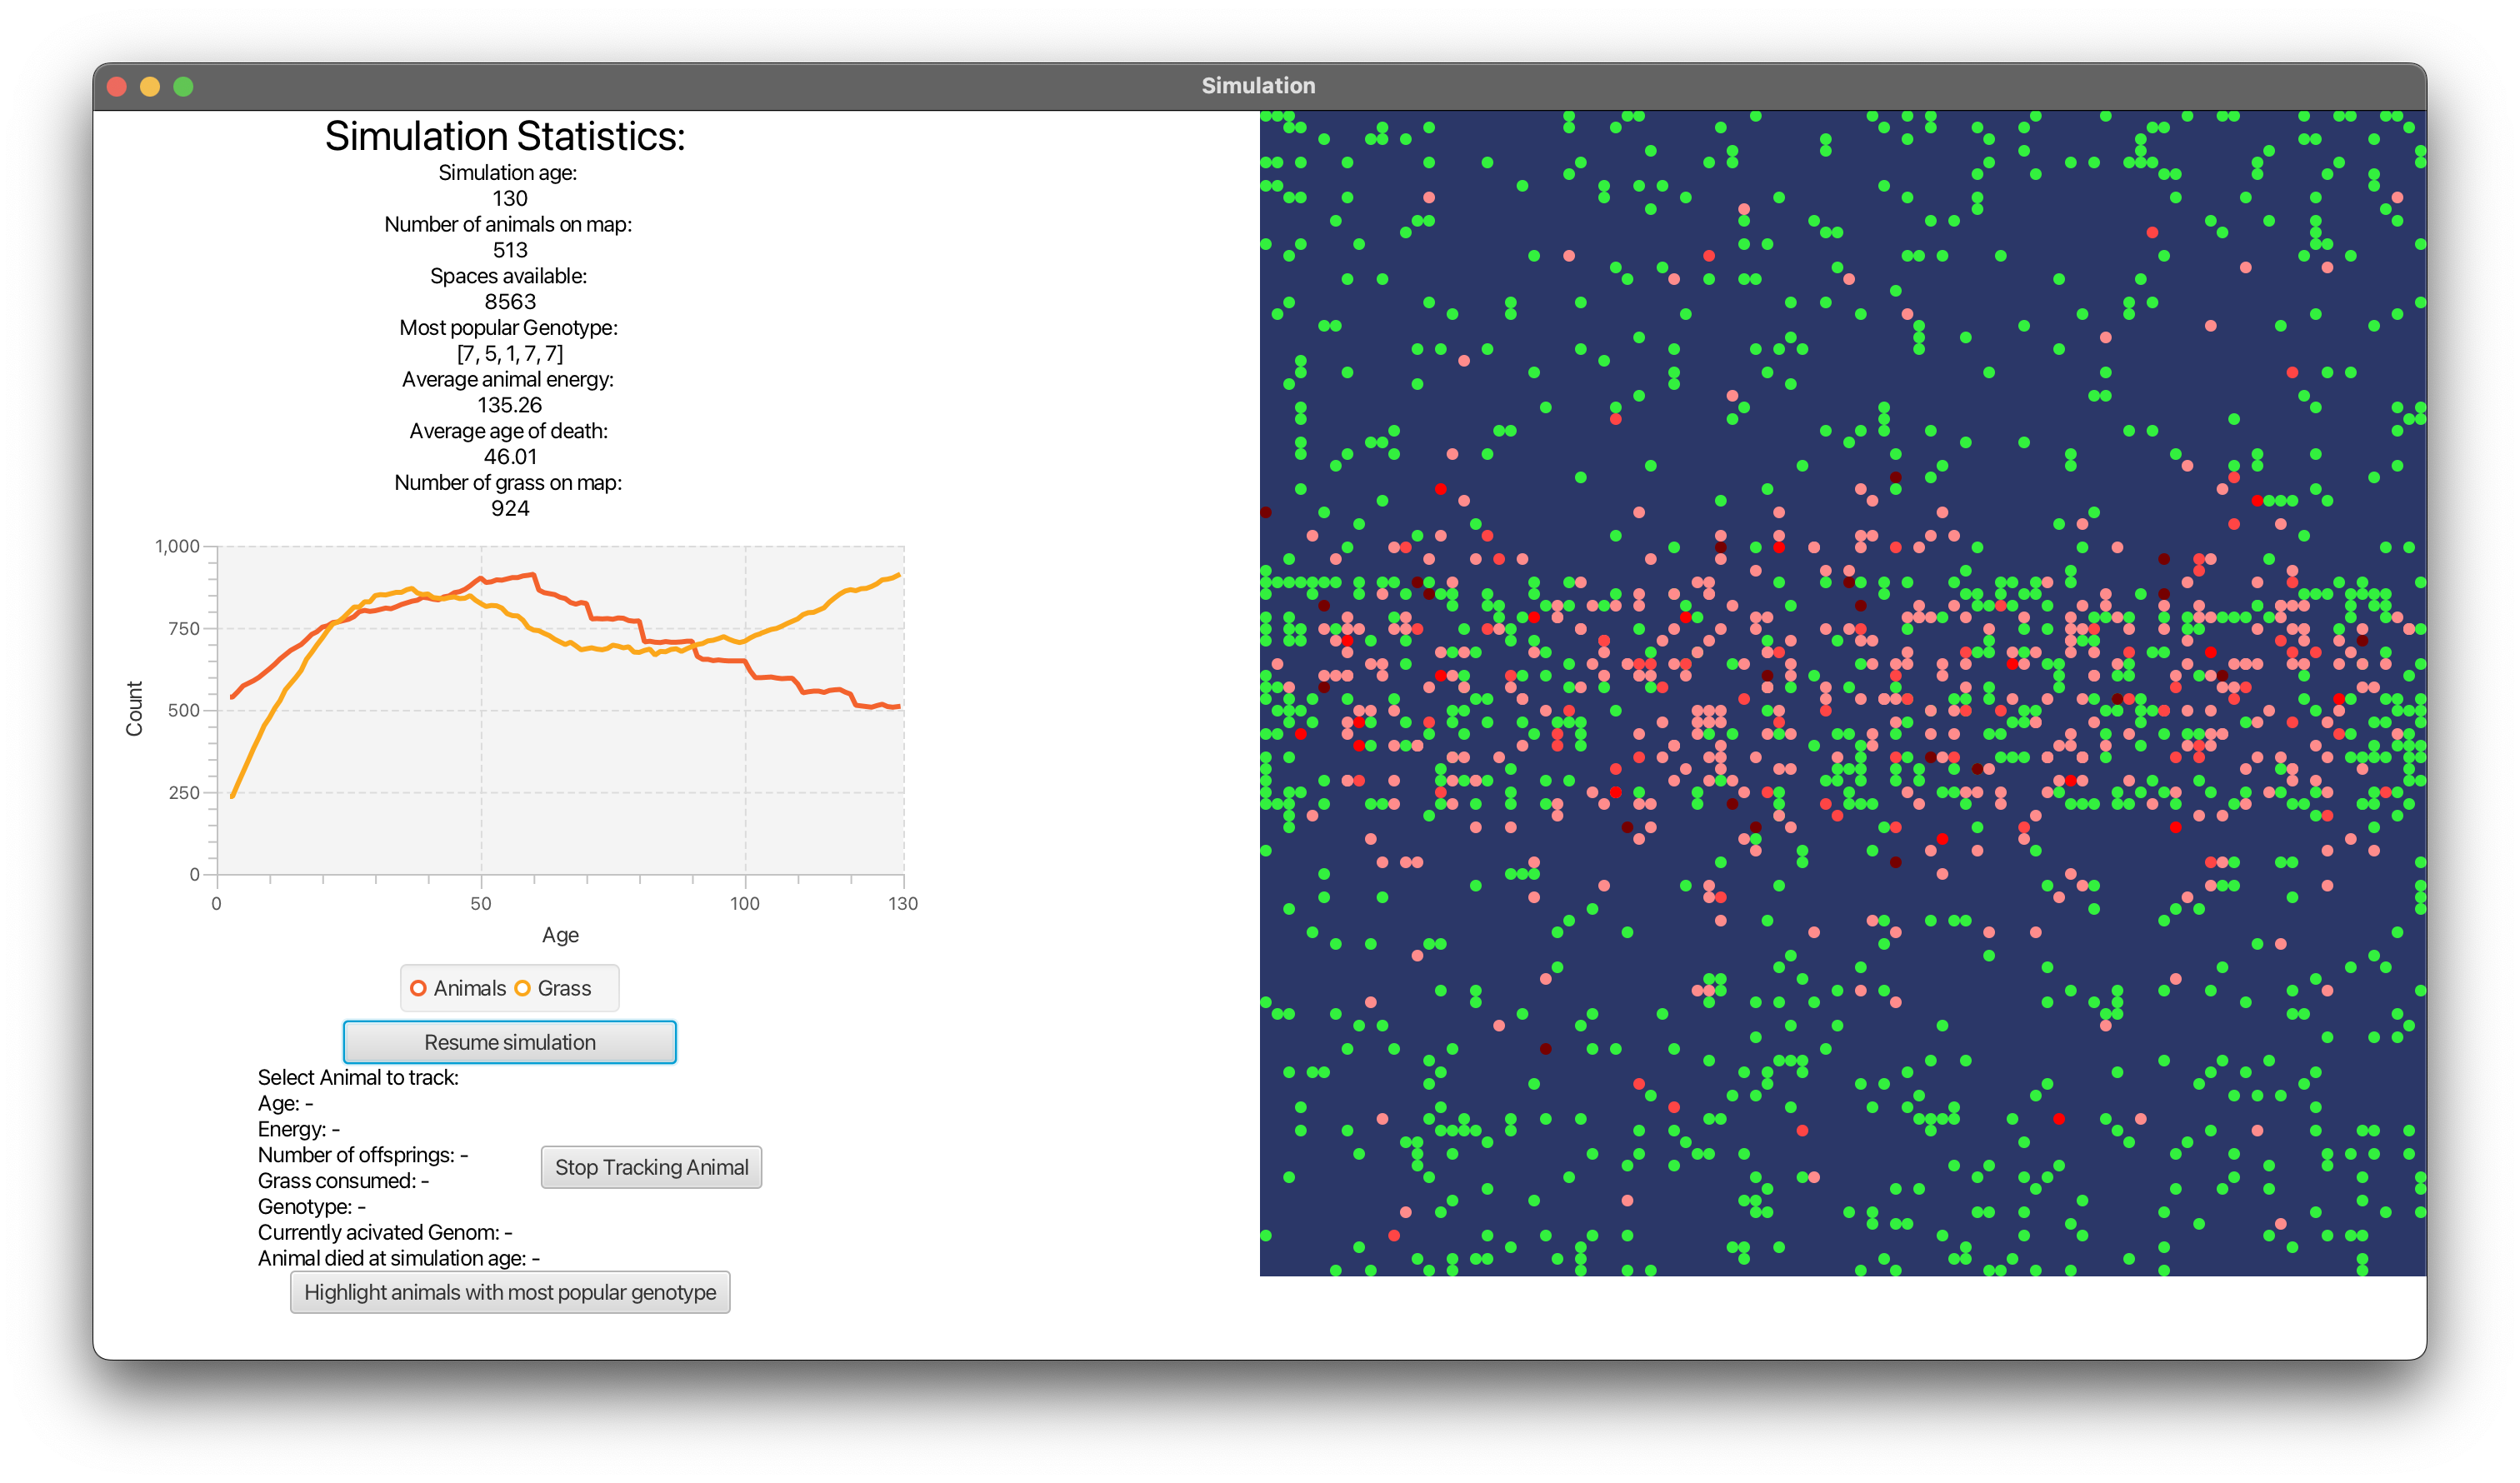 Simulation
Simulation Statistics:
Simulation age:
130
Number of animals on map:
513
Spaces available:
8563
Most popular Genotype:
[7, 5, 1, 7, 7]
Average animal energy:
135.26
Average age of death:
46.01
Number of grass on map:
924
1,000
750
500
250
0
Count
0 50 100 130
Age
Animals Grass
Resume simulation
Select Animal to track:
Age: -
Energy: -
Number of offsprings: -
Grass consumed: -
Genotype: -
Currently acivated Genom: -
Animal died at simulation age: -
Stop Tracking Animal
Highlight animals with most popular genotype